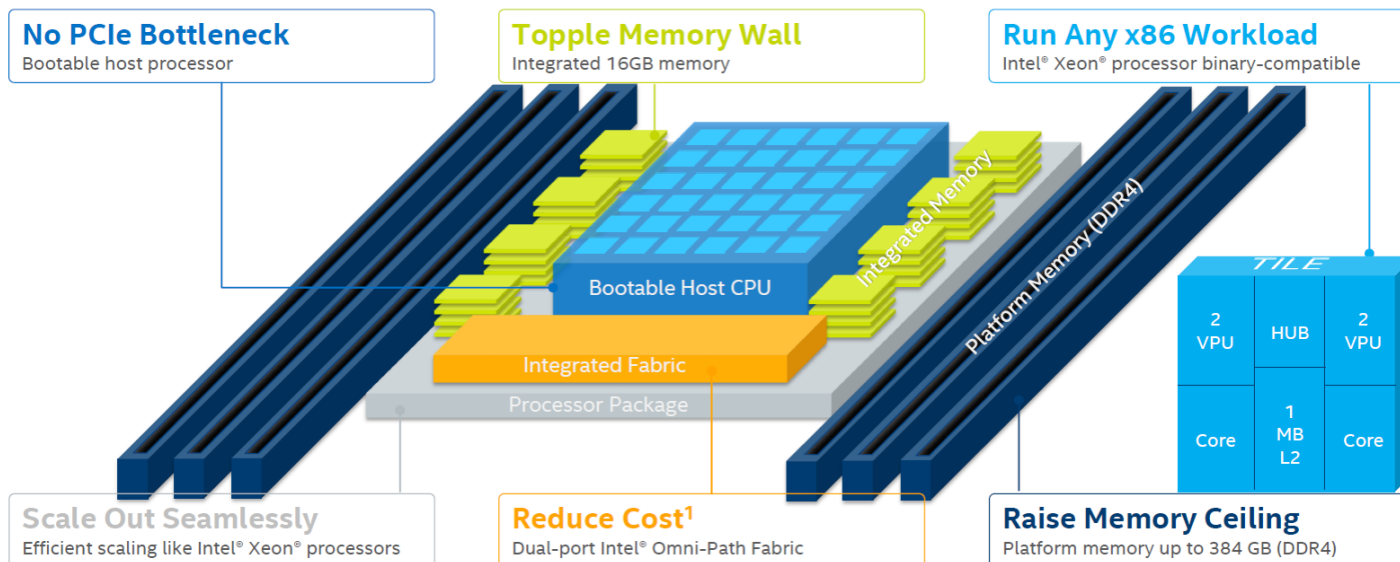 No PCIe Bottleneck
Bootable host processor
Topple Memory Wall
Integrated 16GB memory
Run Any x86 Workload
Intel® Xeon® processor binary-compatible
Integrated Memory
Platform Memory (DDR4)
Bootable Host CPU
Integrated Fabric
Processor Package
TILE
2
VPU
HUB
2
VPU
Core
1
MB
L2
Core
Scale Out Seamlessly
Efficient scaling like Intel® Xeon® processors
Reduce Cost¹
Dual-port Intel® Omni-Path Fabric
Raise Memory Ceiling
Platform memory up to 384 GB (DDR4)